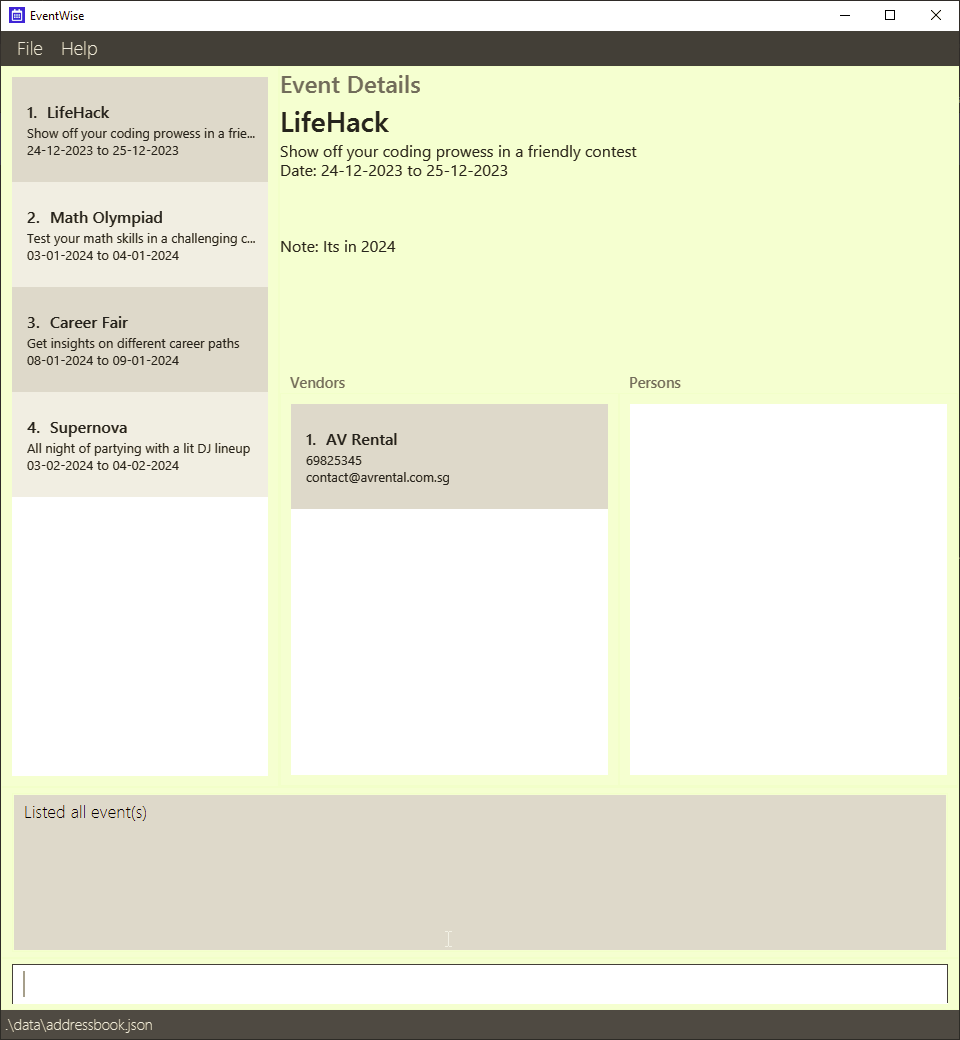 EventWise
File Help
1. LifeHack
Show off your coding prowess in a frie...
24-12-2023 to 25-12-2023
2. Math Olympiad
Test your math skills in a challenging c...
03-01-2024 to 04-01-2024
3. Career Fair
Get insights on different career paths
08-01-2024 to 09-01-2024
4. Supernova
All night of partying with a lit DJ lineup
03-02-2024 to 04-02-2024
Event Details
LifeHack
Show off your coding prowess in a friendly contest
Date: 24-12-2023 to 25-12-2023
Note: Its in 2024
Vendors
1. AV Rental
69825345
contact@avrental.com.sg
Persons
Listed all event(s)
.\data\addressbook.json